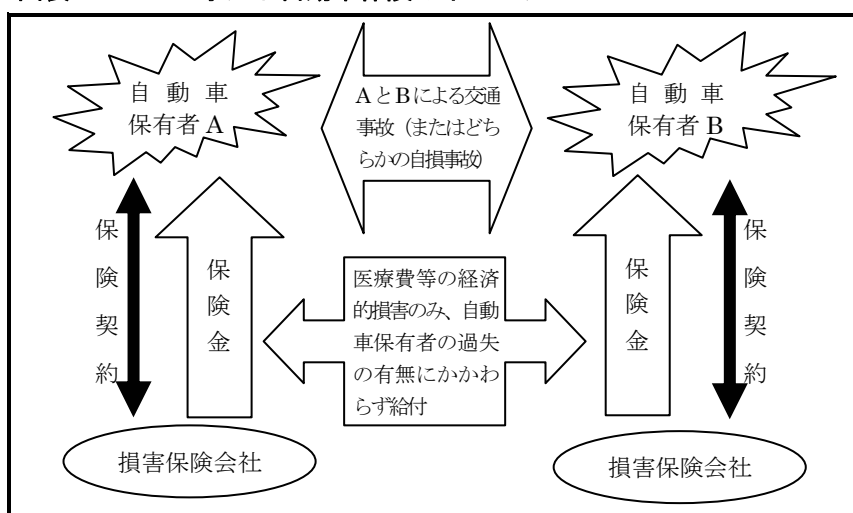 自動車
保有者 A
AとBによる交通
事故（またはどち
らかの自損事故）
自動車
保有者 B
保険契約
保険金
医療費等の経済
的損害のみ、自動
車保有者の過失
の有無にかかわ
らず給付
保険金
保険契約
損害保険会社
損害保険会社